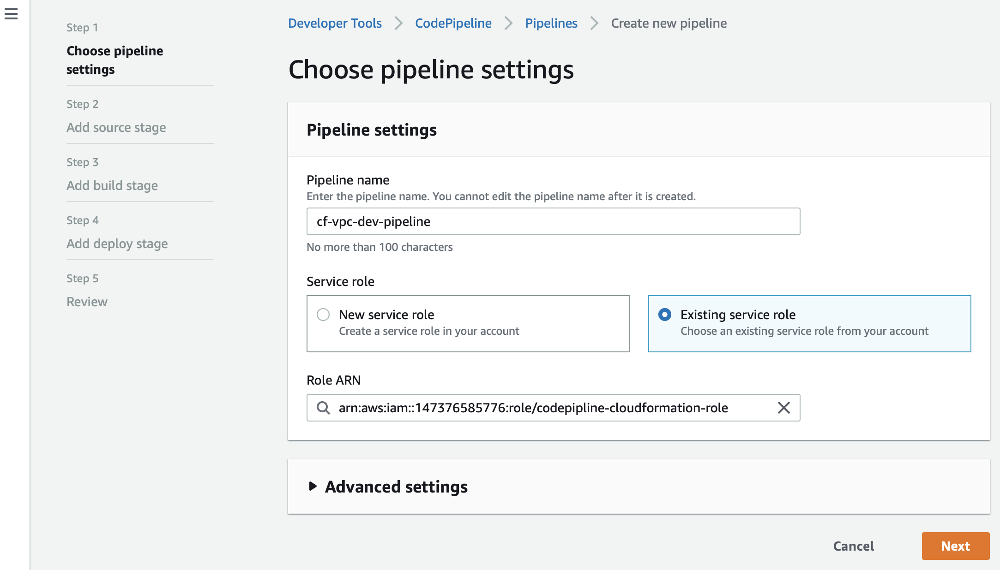 Step 1
Choose pipeline
settings
Step 2
Add source stage
Step 3
Add build stage
Step 4
Add deploy stage
Step 5
Review
Developer Tools CodePipeline Pipelines Create new pipeline
Choose pipeline settings
Pipeline settings
Pipeline name
Enter the pipeline name. You cannot edit the pipeline name after it is created.
cf-vpc-dev-pipeline
No more than 100 characters
Service role
New service role
Create a service role in your account
Existing service role
Choose an existing service role from your account
Role ARN
arn:aws:iam::147376585776:role/codepipline-cloudformation-role
Advanced settings
Cancel
Next